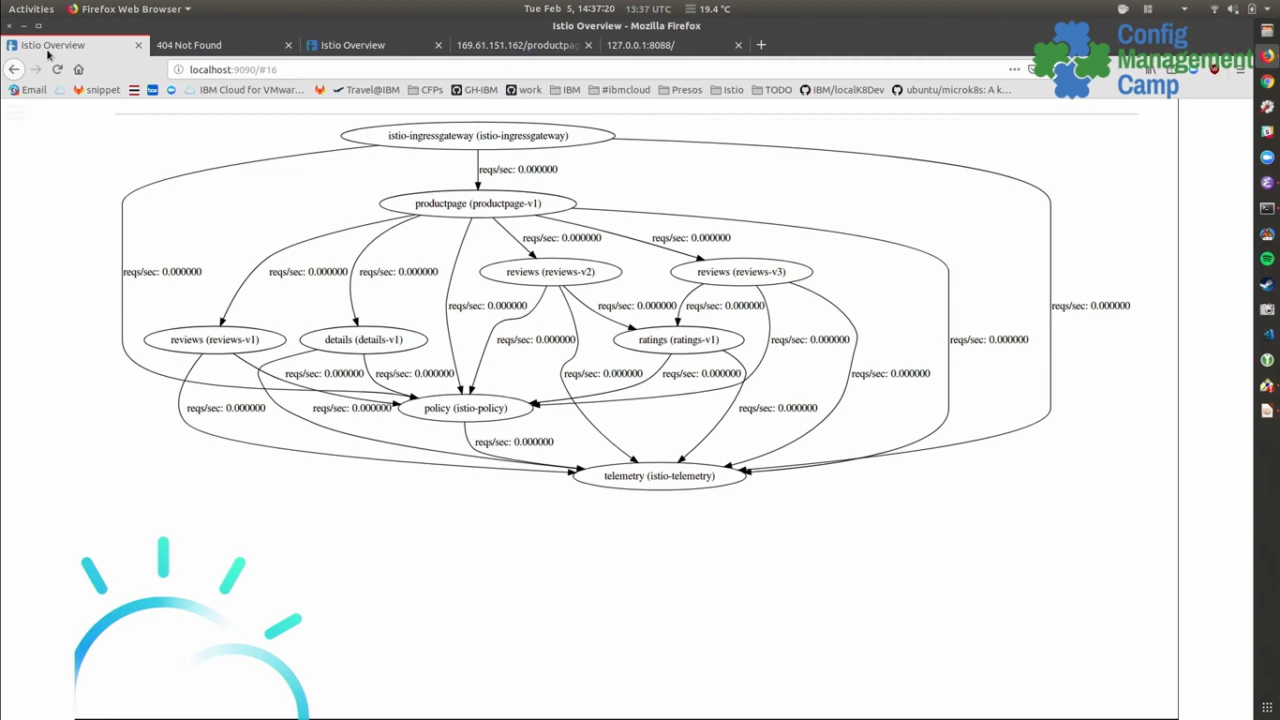 Activities
Firefox Web Browser
Tue Feb 5, 14:37:20
13:37 UTC
19.4 °C
Istio Overview - Mozilla Firefox
Istio Overview
404 Not Found
Istio Overview
169.61.151.162/productpag
127.0.0.1:8088/
localhost:9090/#16
Config
Management
Camp
Email
snippet
IBM Cloud for VMwar...
Travel@IBM
CFPs
GH-IBM
work
IBM
#ibmcloud
Presos
Istio
TODO
IBM/localK8Dev
ubuntu/microk8s: A k...
istio-ingressgateway (istio-ingressgateway)
reqs/sec: 0.000000
productpage (productpage-v1)
reqs/sec: 0.000000
reqs/sec: 0.000000
reqs/sec: 0.000000
reqs/sec: 0.000000
reqs/sec: 0.000000
reviews (reviews-v2)
reviews (reviews-v3)
reqs/sec: 0.000000
reqs/sec: 0.000000
reqs/sec: 0.000000
reqs/sec: 0.000000
reviews (reviews-v1)
details (details-v1)
reqs/sec: 0.000000
ratings (ratings-v1)
reqs/sec: 0.000000
reqs/sec: 0.000000
reqs/sec: 0.000000
reqs/sec: 0.000000
reqs/sec: 0.000000
reqs/sec: 0.000000
reqs/sec: 0.000000
reqs/sec: 0.000000
reqs/sec: 0.000000
policy (istio-policy)
reqs/sec: 0.000000
reqs/sec: 0.000000
telemetry (istio-telemetry)